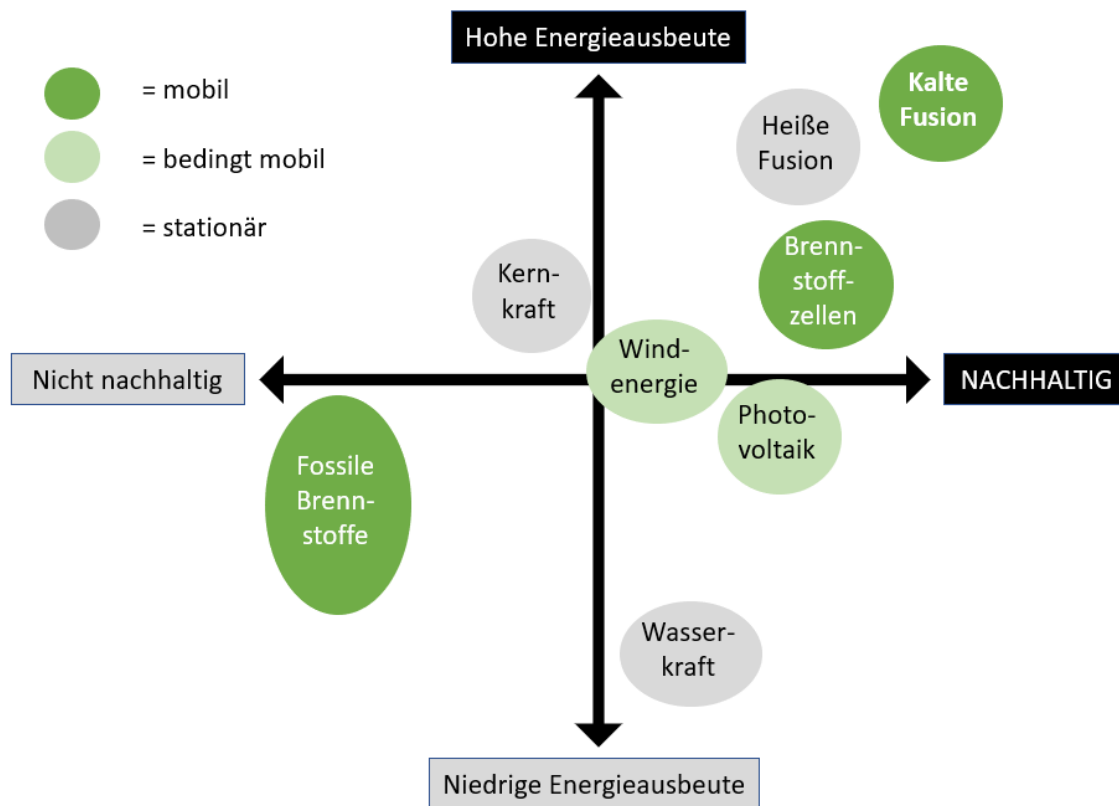 Hohe Energieausbeute
= mobil
= bedingt mobil
= stationär
Kalte
Fusion
Heiße
Fusion
Brenn-
stoff-
zellen
Kern-
kraft
Wind-
energie
Nicht nachhaltig
NACHHALTIG
Photo-
voltaik
Fossile
Brenn-
stoffe
Wasser-
kraft
Niedrige Energieausbeute